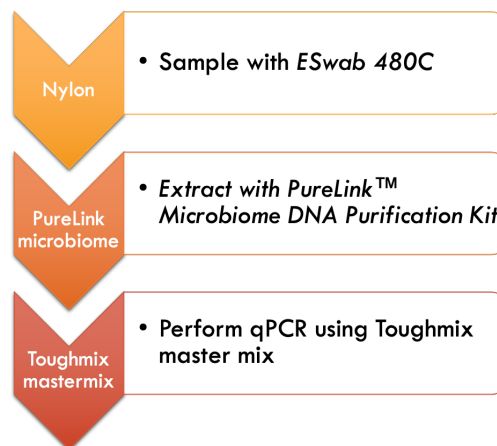 Nylon
• Sample with ESwab 480C
PureLink
microbiome
• Extract with PureLink™
Microbiome DNA Purification Kit
Toughmix
mastermix
• Perform qPCR using Toughmix
master mix